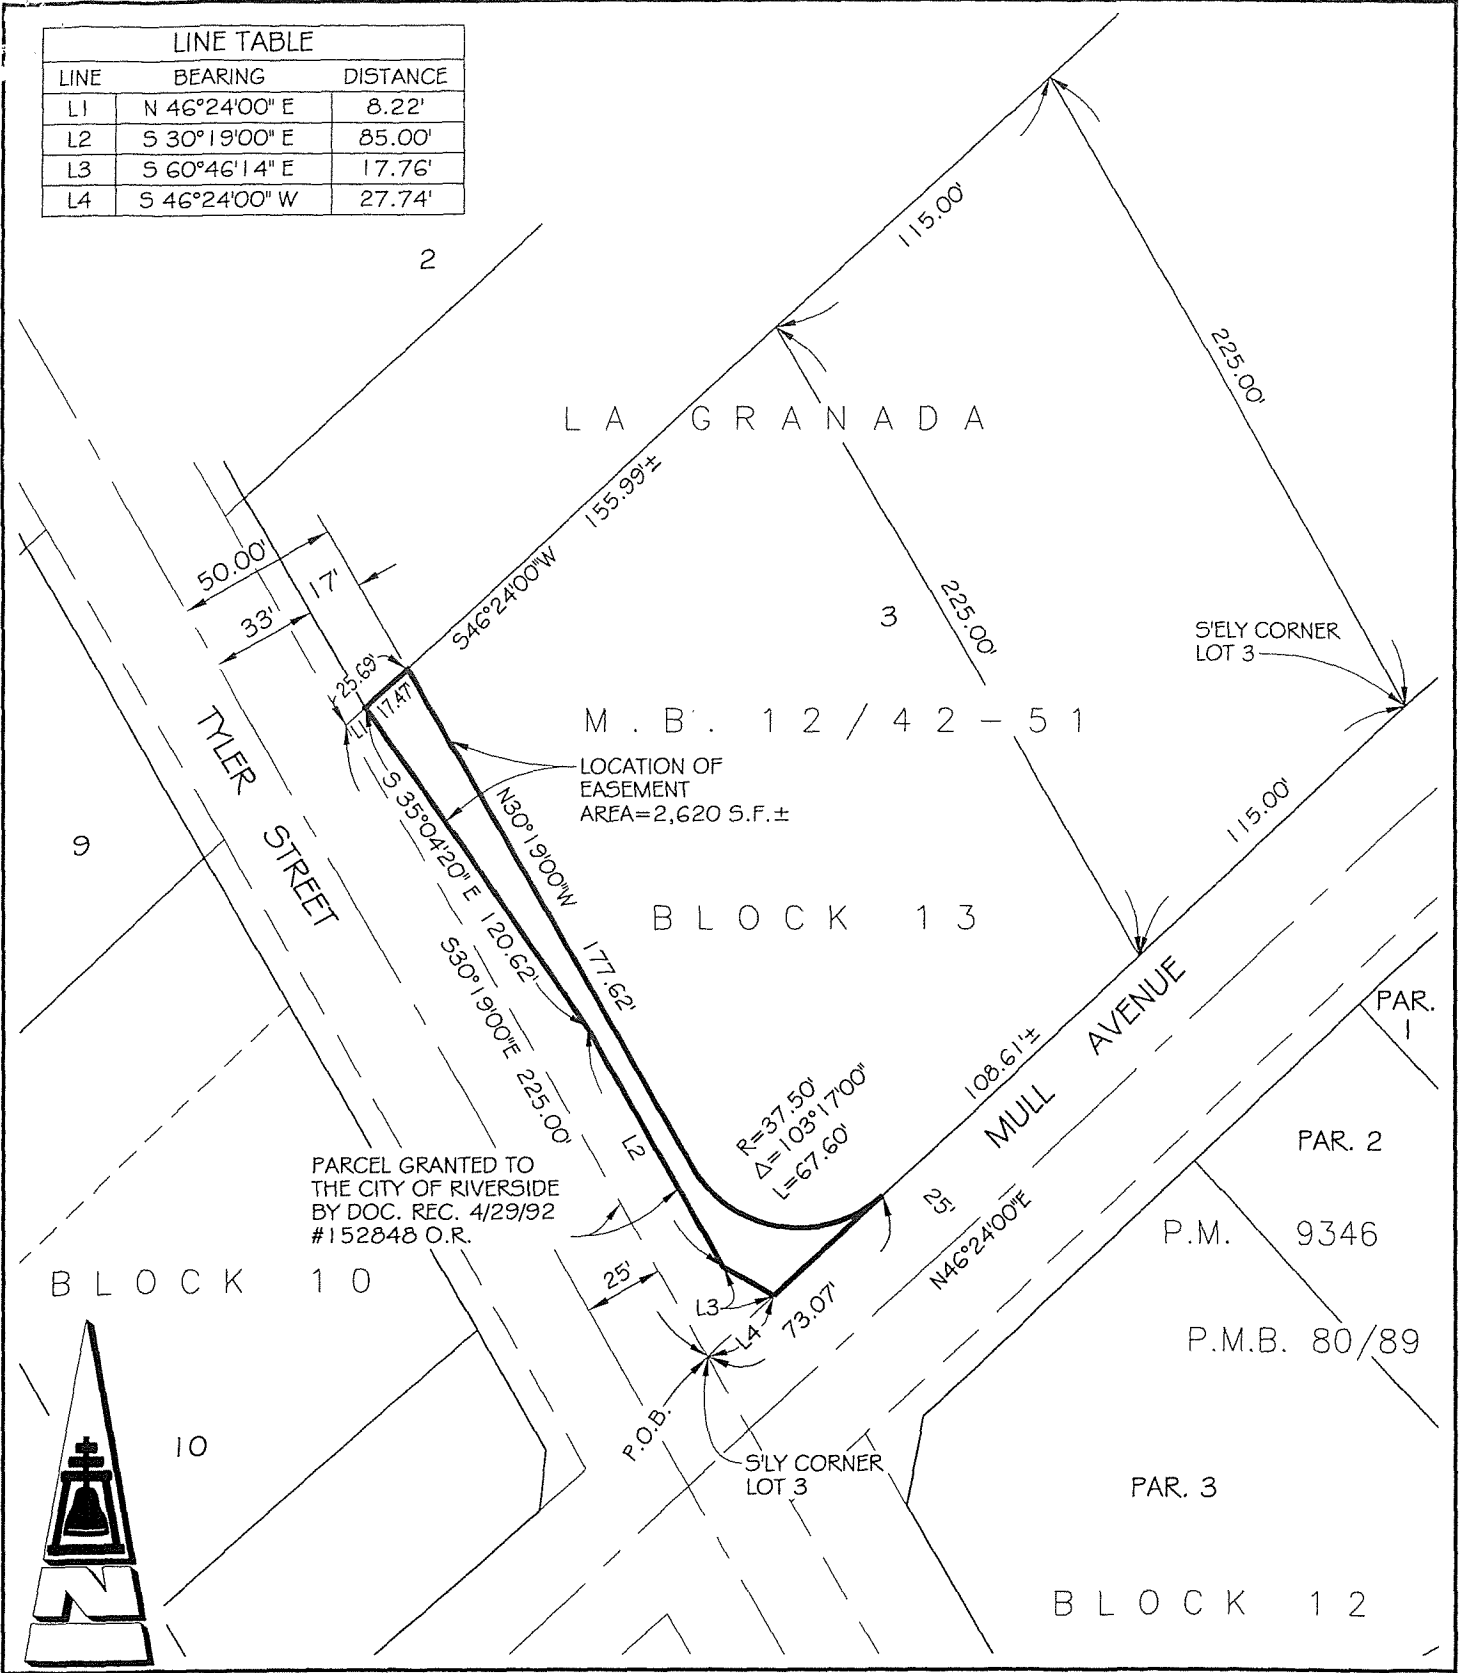 LINE TABLE
LINE BEARING DISTANCE
L1 N 46°24'00" E 8.22'
L2 S 30°19'00" E 85.00'
L3 S 60°46'14" E 17.76'
L4 S 46°24'00" W 27.74'
2
115.00'
225.00'
LA GRANADA
155.99'±
S46°24'00"W
50.00'
17'
33'
225.00'
3
S'ELY CORNER
LOT 3
25.69'
17.47'
L1
M.B. 12/42-51
TYLER STREET
LOCATION OF
EASEMENT
AREA=2,620 S.F.±
S 35°04'20" E 120.62'
N30°19'00"W 177.62'
115.00'
9
BLOCK 13
S30°19'00"E 225.00'
MULL AVENUE
PAR.
1
108.61'±
R=37.50'
Δ=103°17'00"
L=67.60'
L2
PAR. 2
PARCEL GRANTED TO
THE CITY OF RIVERSIDE
BY DOC. REC. 4/29/92
#152848 O.R.
25'
N46°24'00"E
P.M. 9346
BLOCK 10
25'
L3
L4
73.07'
P.M.B. 80/89
P.O.B.
10
S'LY CORNER
LOT 3
PAR. 3
BLOCK 12
N